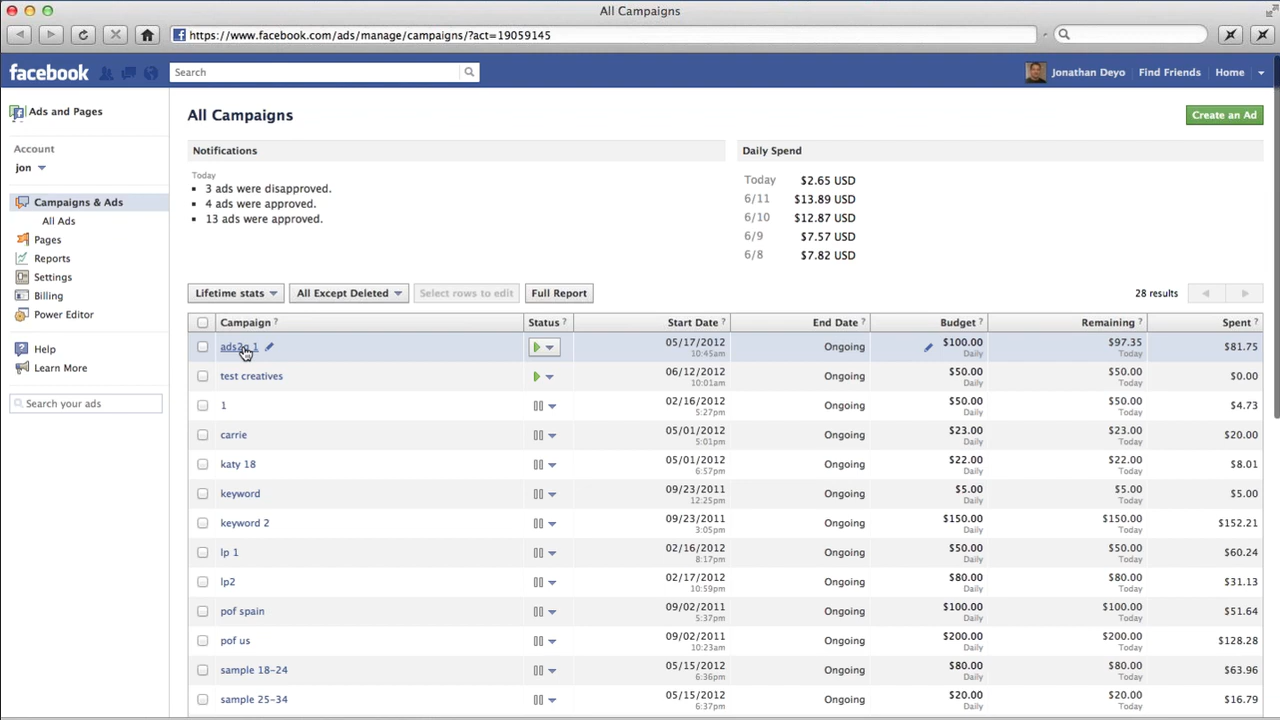 All Campaigns
https://www.facebook.com/ads/manage/campaigns/?act=19059145
facebook
Search
Jonathan Deyo Find Friends Home
Ads and Pages
Account
jon
Campaigns & Ads
All Ads
Pages
Reports
Settings
Billing
Power Editor
Help
Learn More
Search your ads
All Campaigns
Create an Ad
Notifications
Today
3 ads were disapproved.
4 ads were approved.
13 ads were approved.
Daily Spend
Today $2.65 USD
6/11 $13.89 USD
6/10 $12.87 USD
6/9 $7.57 USD
6/8 $7.82 USD
Lifetime stats All Except Deleted Select rows to edit Full Report 28 results
Campaign ? Status ? Start Date ? End Date ? Budget ? Remaining ? Spent ?
05/17/2012 Ongoing $100.00 $97.35 $81.75
10:45am Daily Today
test creatives 06/12/2012 Ongoing $50.00 $50.00 $0.00
10:01am Daily Today
1 02/16/2012 Ongoing $50.00 $50.00 $4.73
5:27pm Daily Today
carrie 05/01/2012 Ongoing $23.00 $23.00 $20.00
5:01pm Daily Today
katy 18 05/01/2012 Ongoing $22.00 $22.00 $8.01
6:57pm Daily Today
keyword 09/23/2011 Ongoing $5.00 $5.00 $5.00
12:25pm Daily Today
keyword 2 09/23/2011 Ongoing $150.00 $150.00 $152.21
3:05pm Daily Today
lp 1 02/16/2012 Ongoing $50.00 $50.00 $60.24
8:17pm Daily Today
lp2 02/17/2012 Ongoing $80.00 $80.00 $31.13
10:59pm Daily Today
pof spain 09/02/2011 Ongoing $100.00 $100.00 $51.64
5:37pm Daily Today
pof us 09/02/2011 Ongoing $200.00 $200.00 $128.28
10:23am Daily Today
sample 18-24 05/15/2012 Ongoing $80.00 $80.00 $63.96
6:36pm Daily Today
sample 25-34 05/15/2012 Ongoing $20.00 $20.00 $16.79
6:37pm Daily Today